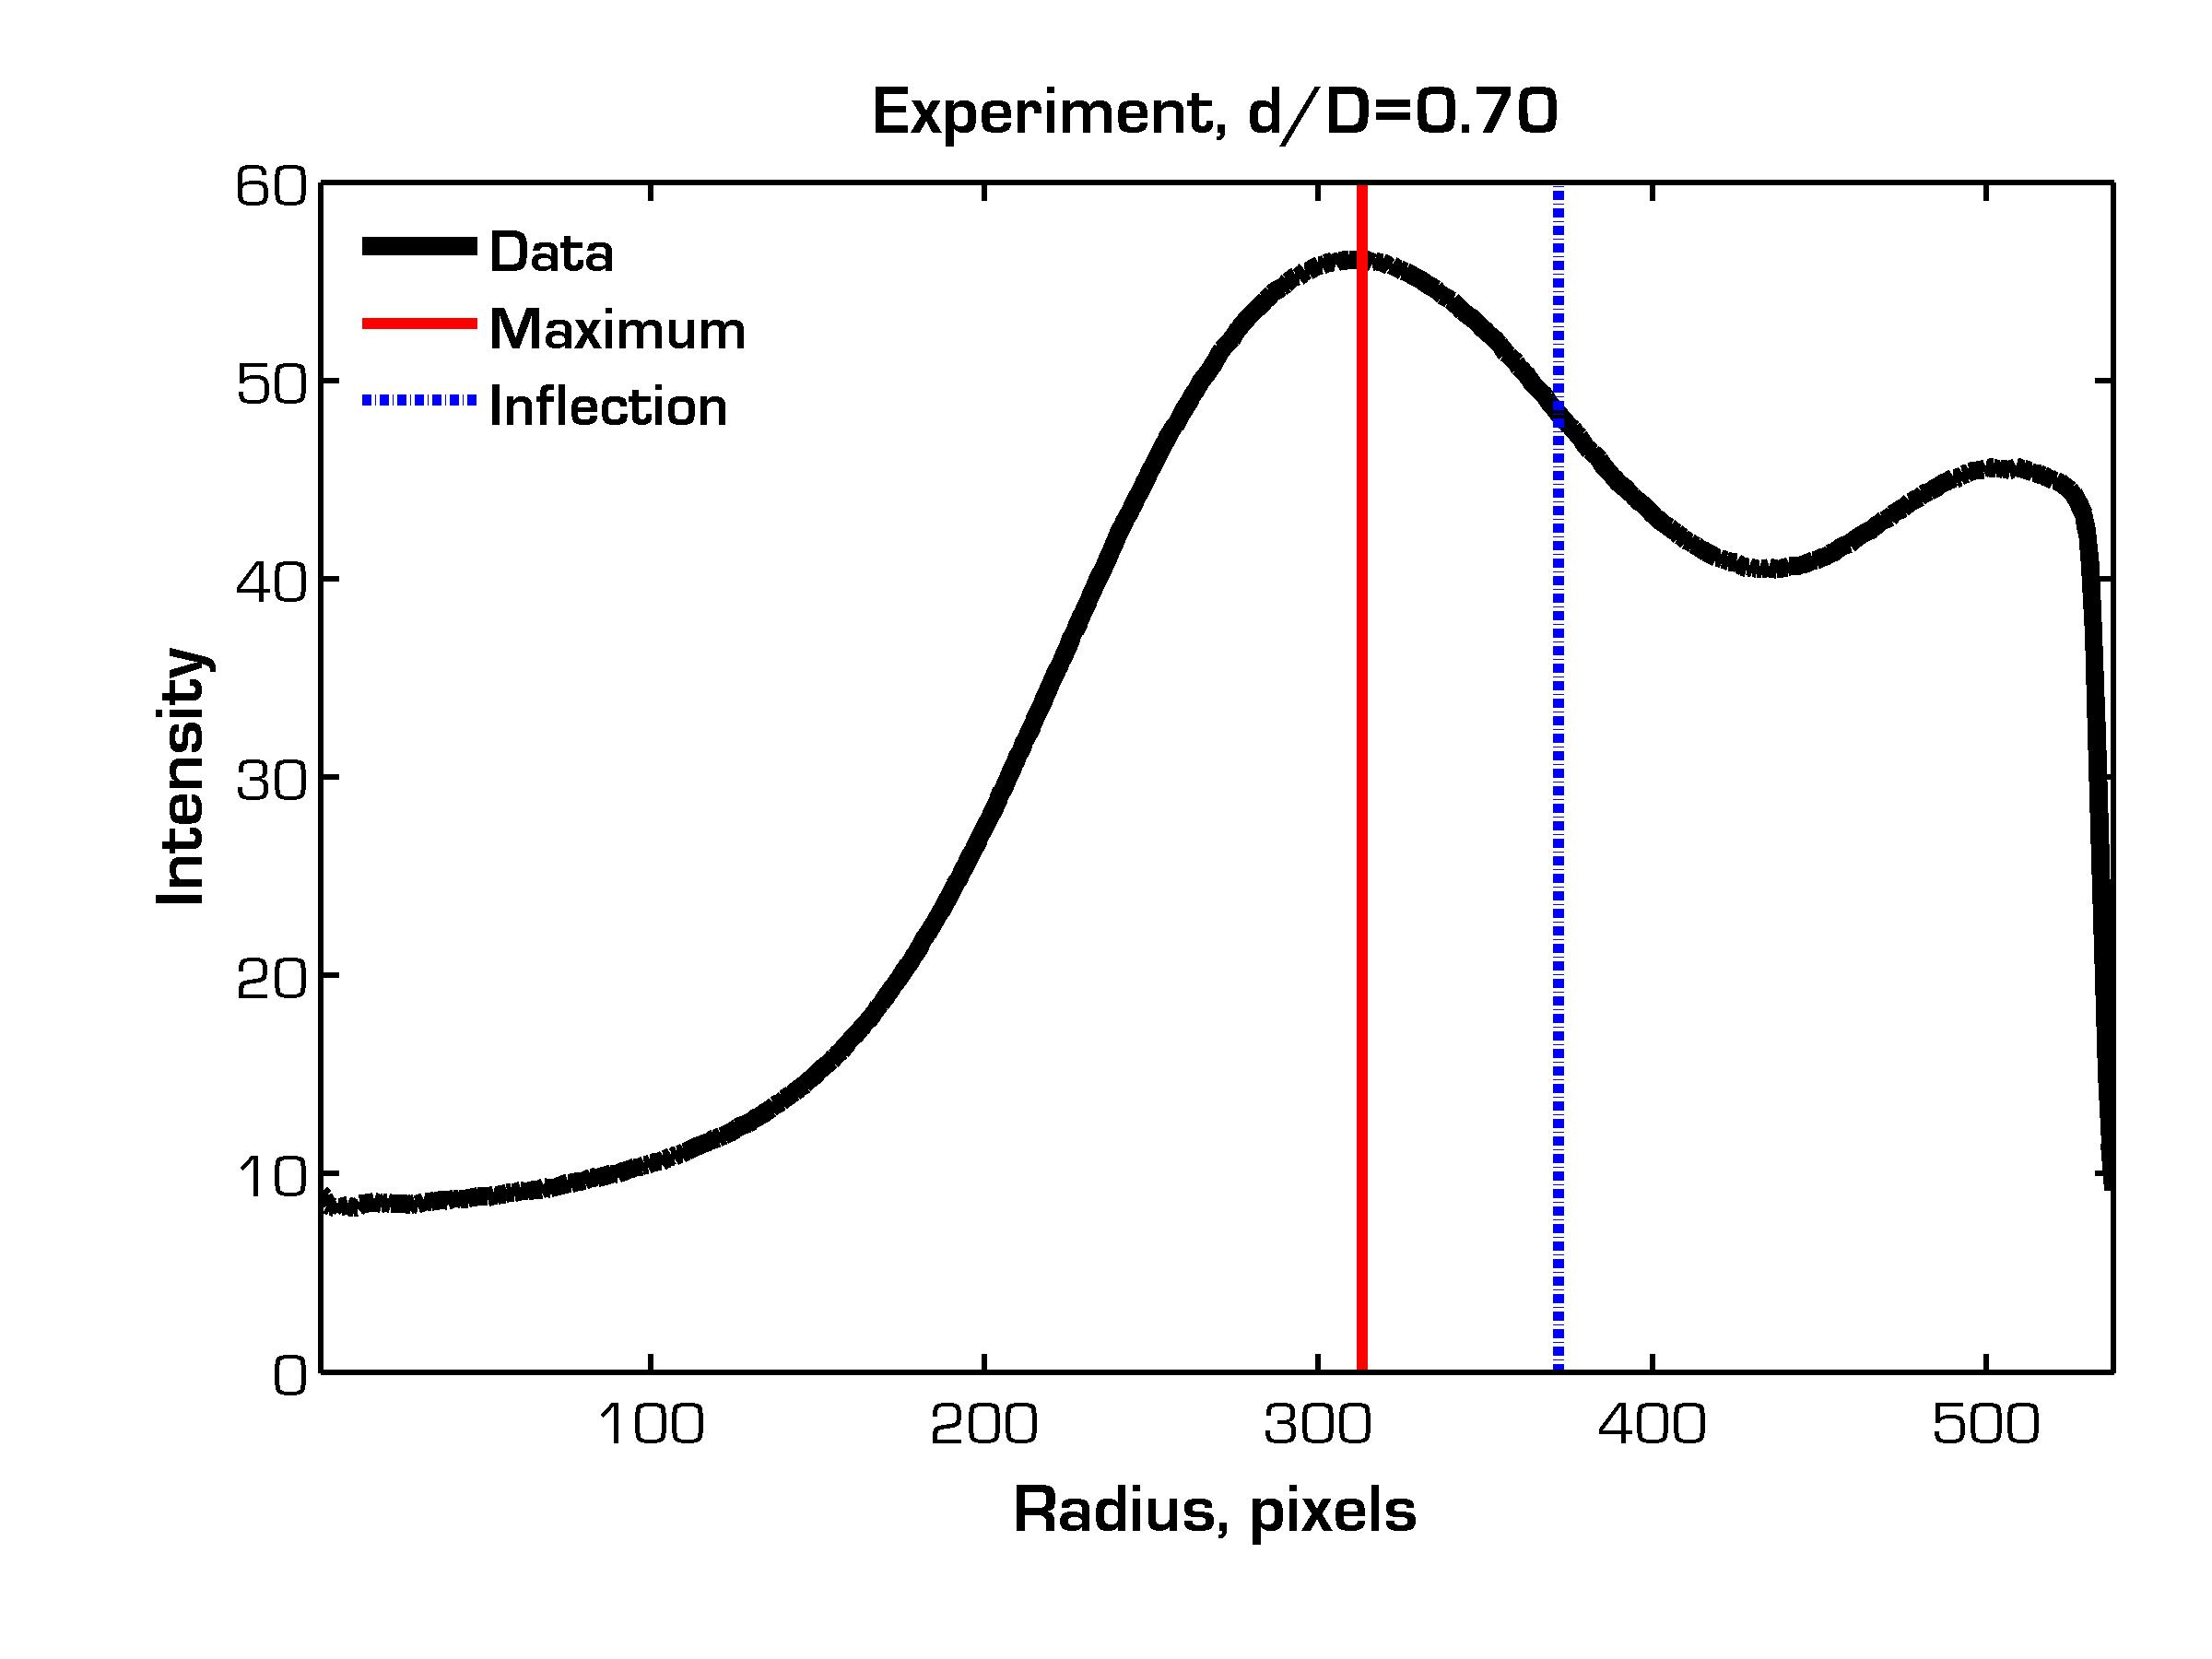 Experiment, d/D=0.70
60
50
40
30
20
10
0
Data
Maximum
Inflection
Intensity
100 200 300 400 500
Radius, pixels